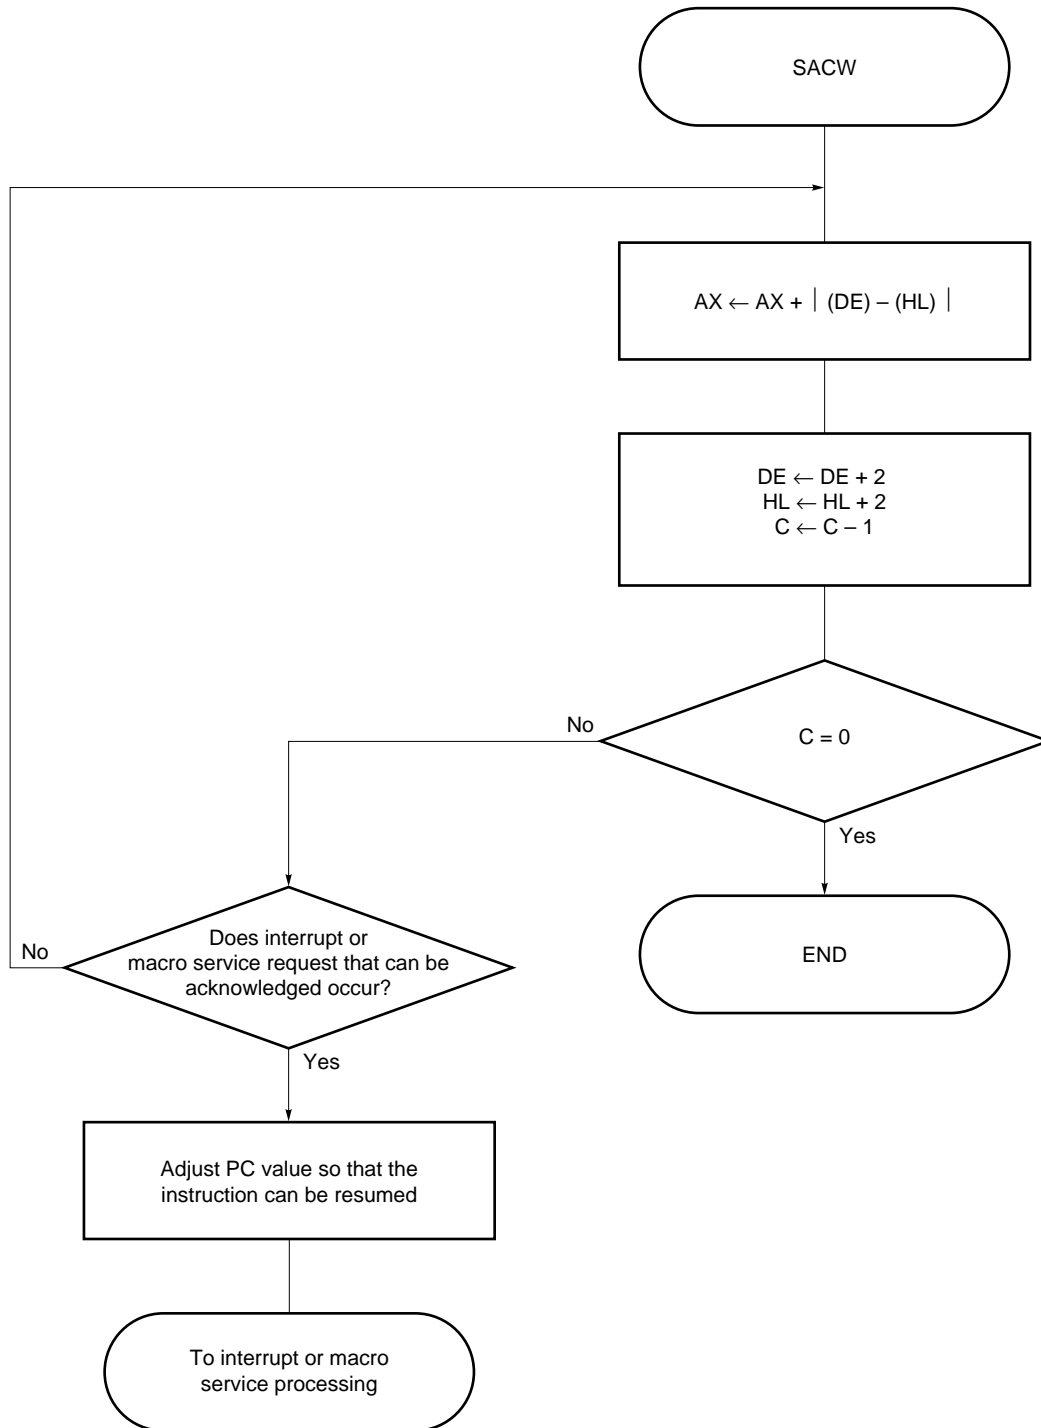 SACW
AX ← AX + | (DE) – (HL) |
DE ← DE + 2
HL ← HL + 2
C ← C – 1
No
C = 0
Yes
Does interrupt or
No
macro service request that can be
acknowledged occur?
END
Yes
Adjust PC value so that the
instruction can be resumed
To interrupt or macro
service processing